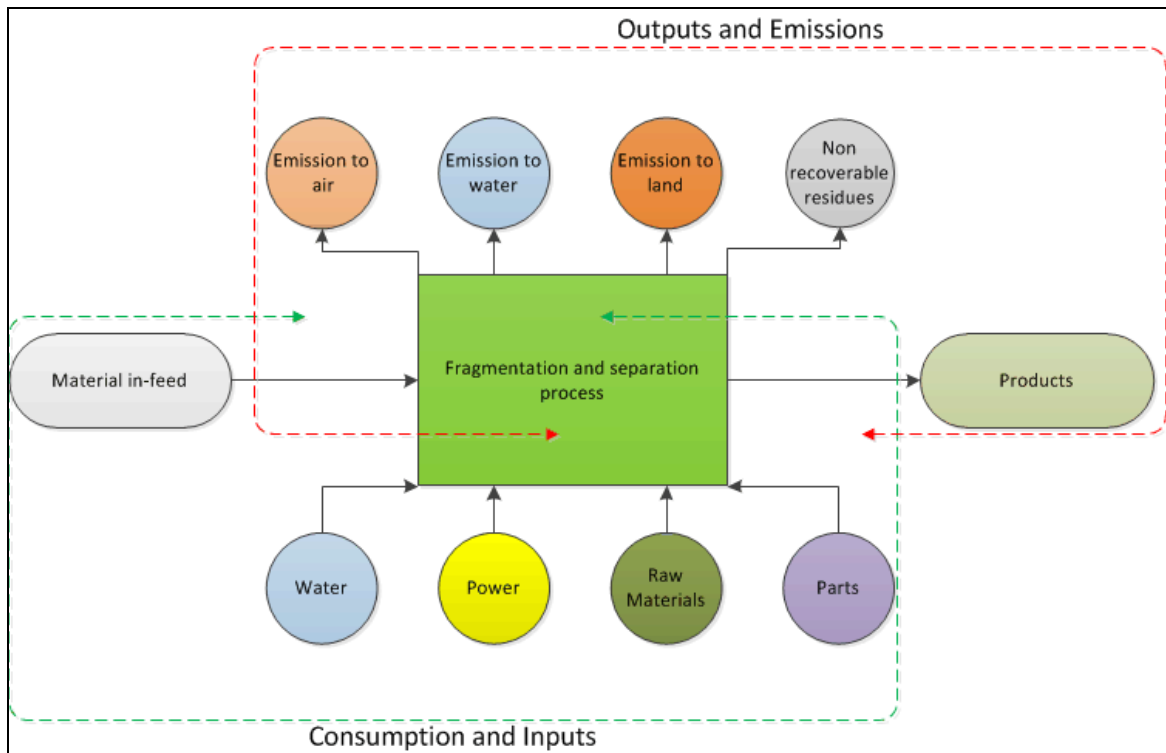 Outputs and Emissions
Emission to
air
Emission to
water
Emission to
land
Non
recoverable
residues
Material in-feed
Fragmentation and separation
process
Products
Water
Power
Raw
Materials
Parts
Consumption and Inputs